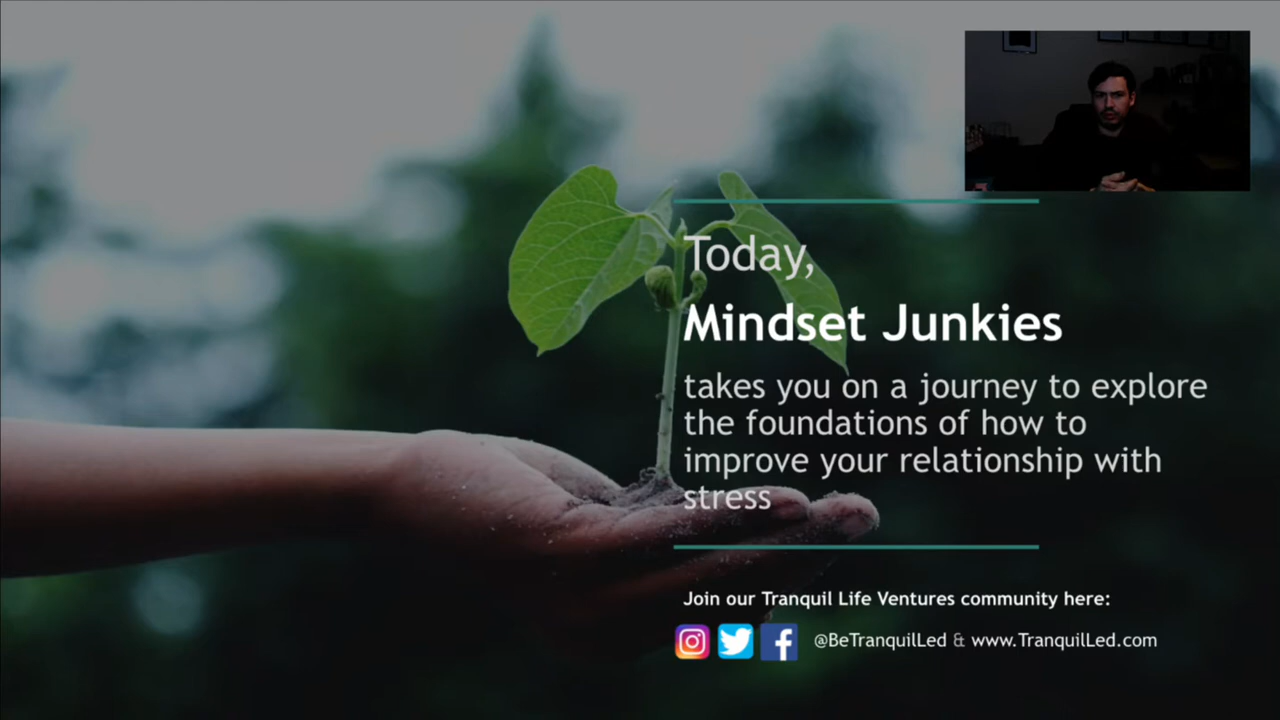 Today,
Mindset Junkies
takes you on a journey to explore
the foundations of how to
improve your relationship with
stress
Join our Tranquil Life Ventures community here:
@BeTranquilLed & www.TranquilLed.com